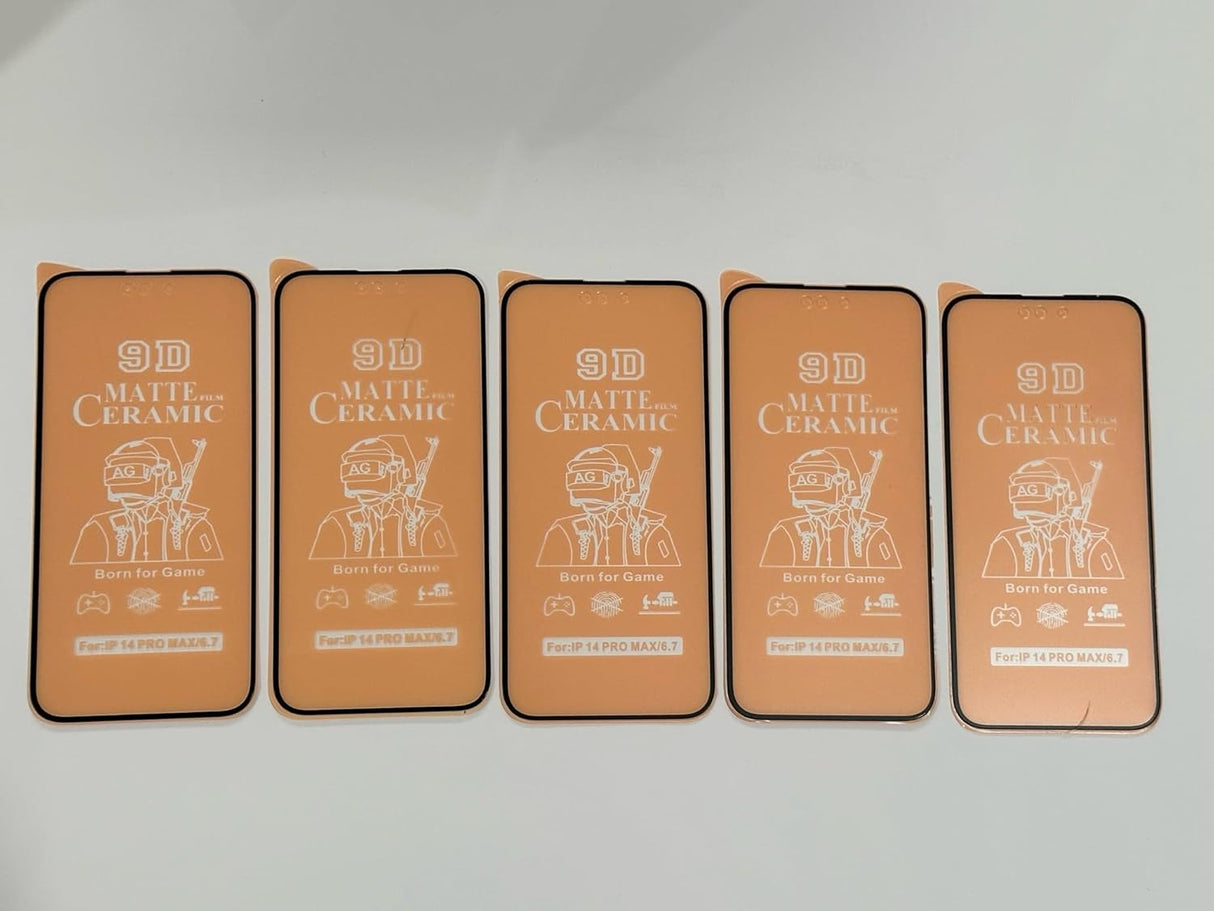 9D
MATTE FILM
CERAMIC
AG
Born for Game
For:IP 14 PRO MAX/6.7
9D
MATTE FILM
CERAMIC
AG
Born for Game
For:IP 14 PRO MAX/6.7
9D
MATTE FILM
CERAMIC
AG
Born for Game
For:IP 14 PRO MAX/6.7
9D
MATTE FILM
CERAMIC
AG
Born for Game
For:IP 14 PRO MAX/6.7
9D
MATTE FILM
CERAMIC
AG
Born for Game
For:IP 14 PRO MAX/6.7